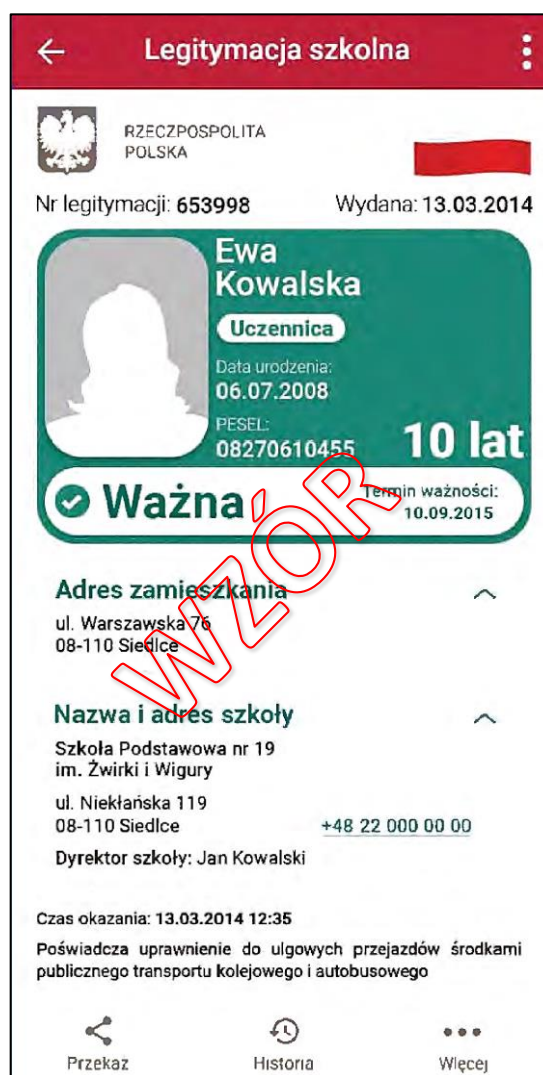 Legitymacja szkolna
RZECZPOSPOLITA
POLSKA
Nr legitymacji: 653998 Wydana: 13.03.2014
Ewa
Kowalska
Uczennica
Data urodzenia:
06.07.2008
PESEL:
08270610455
10 lat
Ważna
Termin ważności:
10.09.2015
WZÓR
Adres zamieszkania
ul. Warszawska 76
08-110 Siedlce
Nazwa i adres szkoły
Szkoła Podstawowa nr 19
im. Żwirki i Wigury
ul. Niekłańska 119
08-110 Siedlce +48 22 000 00 00
Dyrektor szkoły: Jan Kowalski
Czas okazania: 13.03.2014 12:35
Poświadcza uprawnienie do ulgowych przejazdów środkami
publicznego transportu kolejowego i autobusowego
Przekaz Historia Więcej